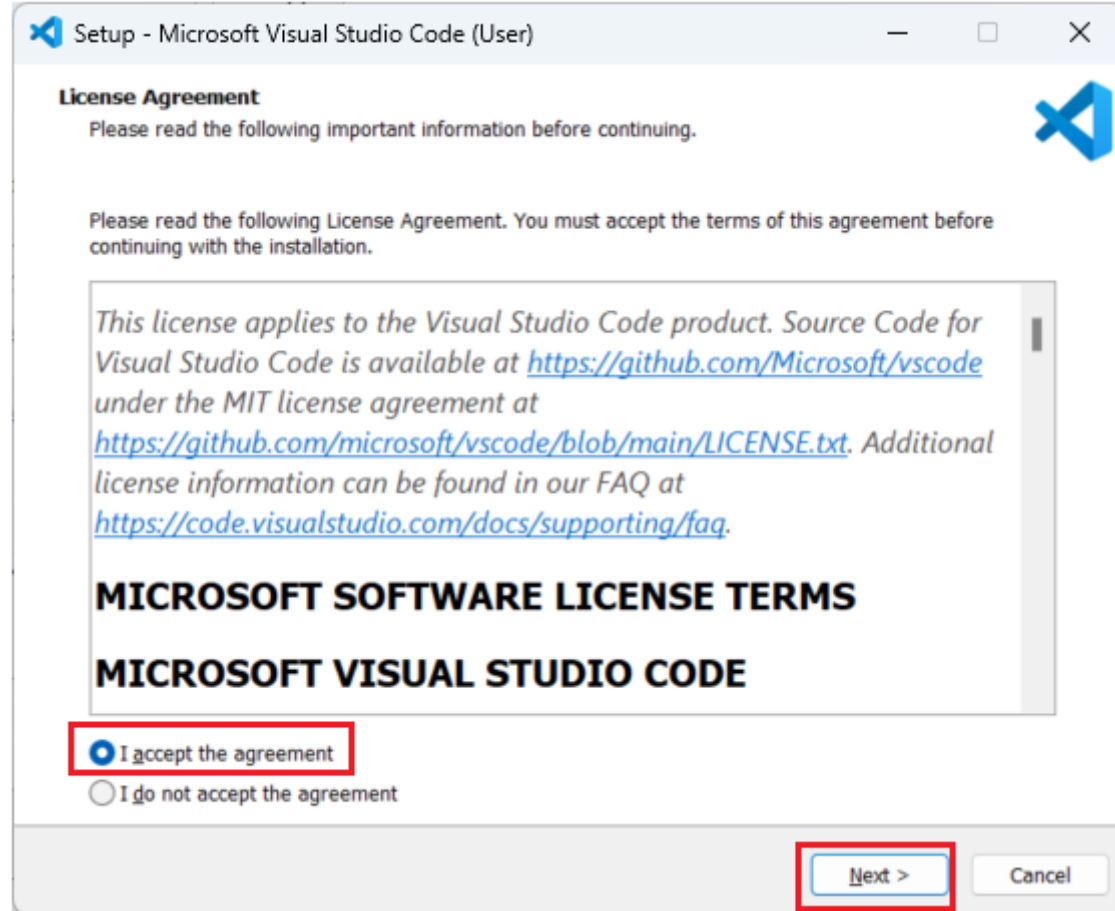 Setup - Microsoft Visual Studio Code (User)
License Agreement
Please read the following important information before continuing.
Please read the following License Agreement. You must accept the terms of this agreement before
continuing with the installation.
This license applies to the Visual Studio Code product. Source Code for
Visual Studio Code is available at https://github.com/Microsoft/vscode
under the MIT license agreement at
https://github.com/microsoft/vscode/blob/main/LICENSE.txt. Additional
license information can be found in our FAQ at
https://code.visualstudio.com/docs/supporting/faq.
MICROSOFT SOFTWARE LICENSE TERMS
MICROSOFT VISUAL STUDIO CODE
I accept the agreement
I do not accept the agreement
Next >
Cancel